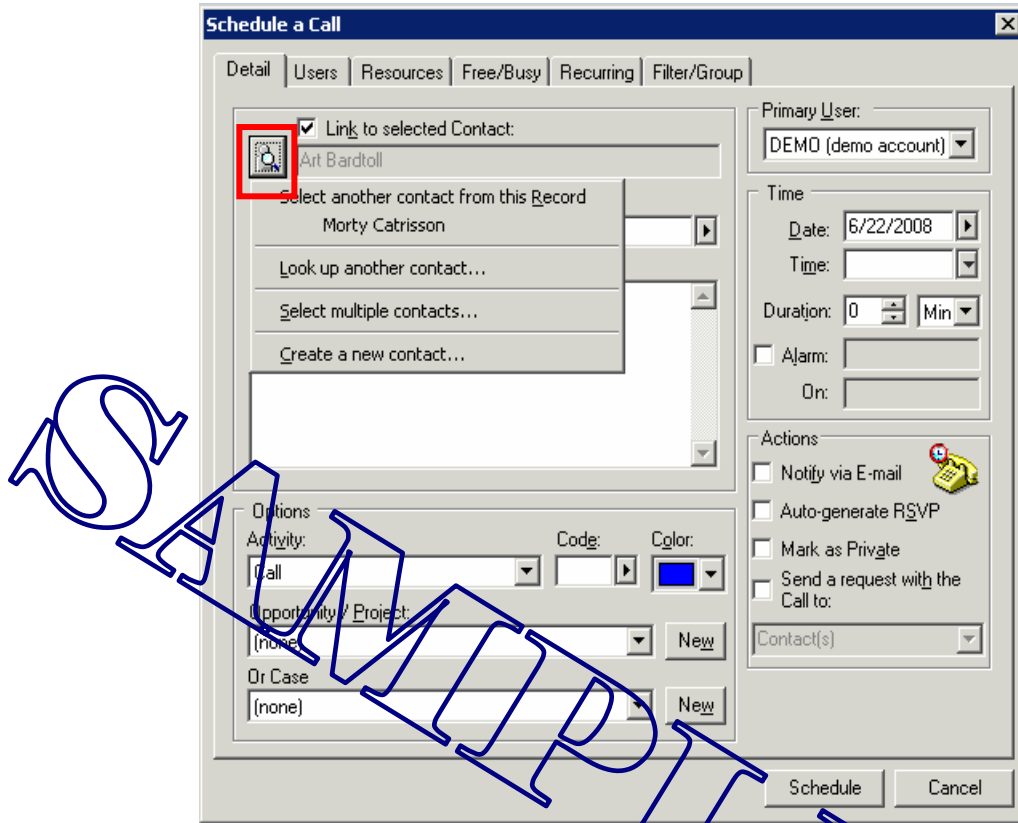 Schedule a Call
Detail Users Resources Free/Busy Recurring Filter/Group
Link to selected Contact:
Art Bardtoll
Select another contact from this Record
Morty Catrisson
Look up another contact...
Select multiple contacts...
Create a new contact...
Options
Activity:
Code:
Color:
Call
Opportunity / Project:
(none)
New
Or Case
(none)
New
Primary User:
DEMO (demo account)
Time
Date: 6/22/2008
Time:
Duration: 0 Min
Alarm:
On:
Actions
Notify via E-mail
Auto-generate RSVP
Mark as Private
Send a request with the
Call to:
Contact(s)
Schedule Cancel
SAMPL